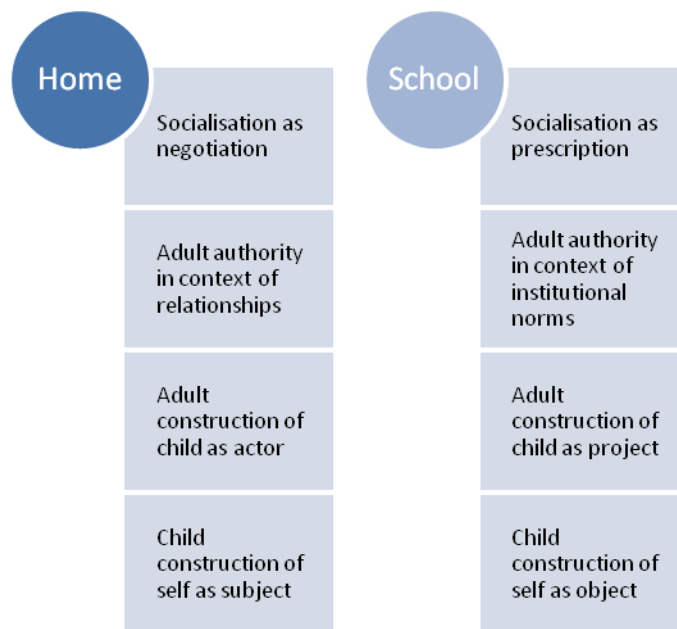 Home
Socialisation as
negotiation
Adult authority
in context of
relationships
Adult
construction of
child as actor
Child
construction of
self as subject
School
Socialisation as
prescription
Adult authority
in context of
institutional
norms
Adult
construction of
child as project
Child
construction of
self as object